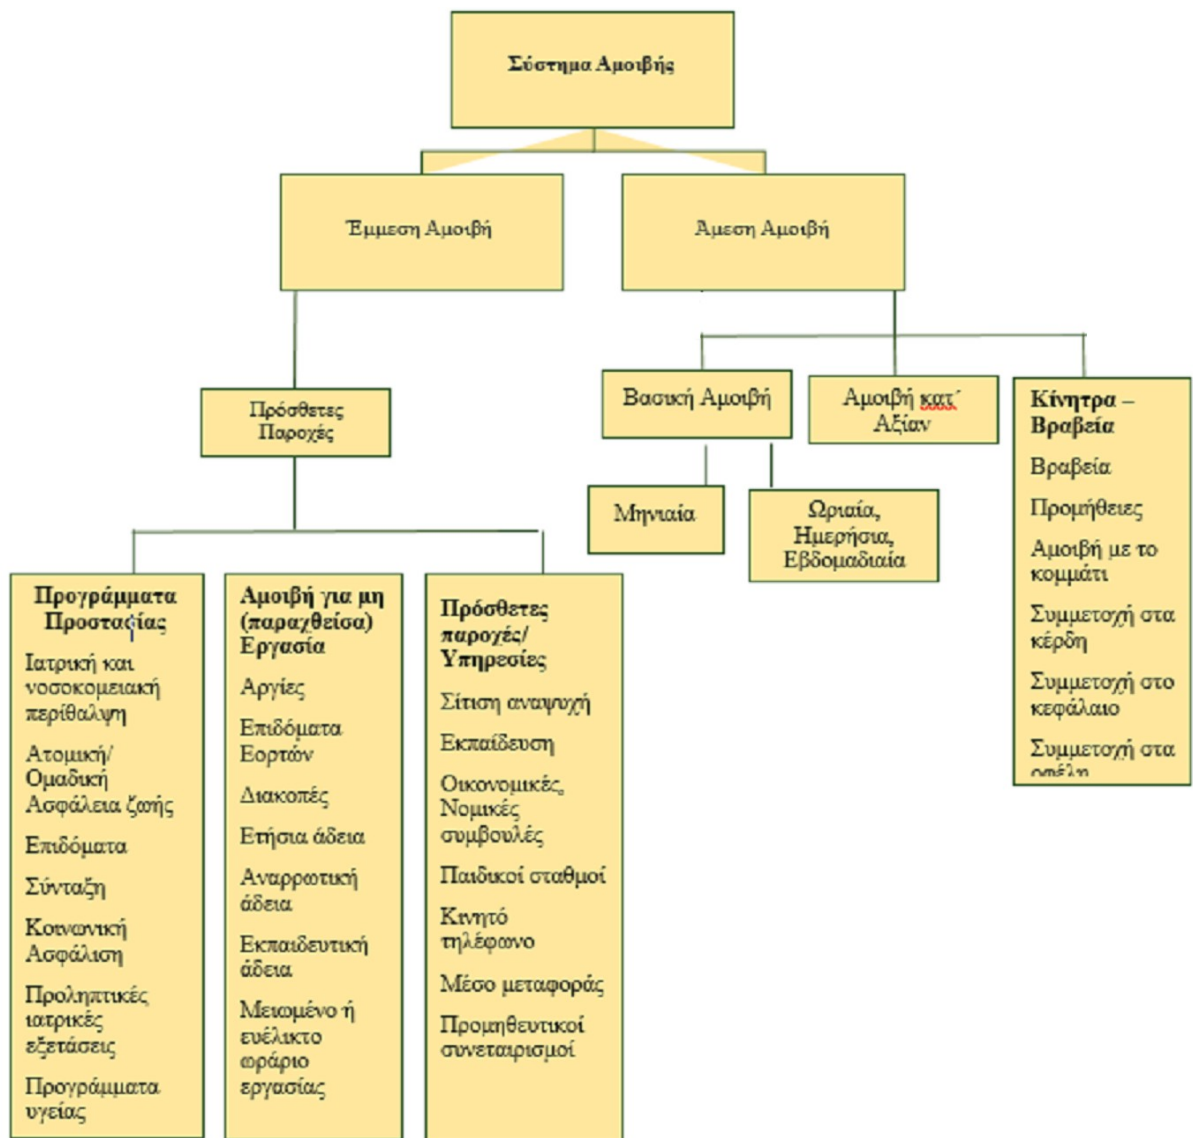 Σύστημα Αμοιβής
Έμμεση Αμοιβή
Άμεση Αμοιβή
Πρόσθετες
Παροχές
Βασική Αμοιβή
Αμοιβή κατ΄
Αξίαν
Μηνιαία
Ωριαία,
Ημερήσια,
Εβδομαδιαία
Κίνητρα –
Βραβεία
Βραβεία
Προμήθειες
Αμοιβή με το
κομμάτι
Συμμετοχή στα
κέρδη
Συμμετοχή στο
κεφάλαιο
Συμμετοχή στα
οφέλη
Προγράμματα
Προστασίας
Ιατρική και
νοσοκομειακή
περίθαλψη
Ατομική/
Ομαδική
Ασφάλεια ζωής
Επιδόματα
Σύνταξη
Κοινωνική
Ασφάλιση
Προληπτικές
ιατρικές
εξετάσεις
Προγράμματα
υγείας
Αμοιβή για μη
(παραχθείσα)
Εργασία
Αργίες
Επιδόματα
Εορτών
Διακοπές
Ετήσια άδεια
Αναρρωτική
άδεια
Εκπαιδευτική
άδεια
Μειωμένο ή
ευέλικτο
ωράριο
εργασίας
Πρόσθετες
παροχές/
Υπηρεσίες
Σίτιση αναψυχή
Εκπαίδευση
Οικονομικές,
Νομικές
συμβουλές
Παιδικοί σταθμοί
Κινητό
τηλέφωνο
Μέσο μεταφοράς
Προμηθευτικοί
συνεταιρισμοί